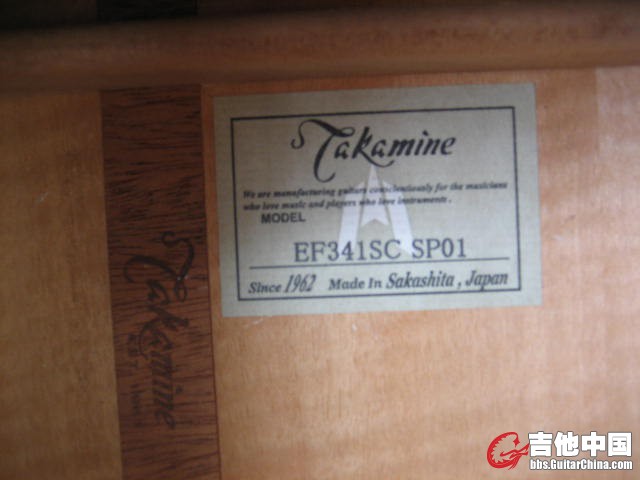 Takamine
We are manufacturing guitars conscientiously for the musicians
who love music and players who love instruments.
MODEL
EF341SC SP01
Since 1962 Made In Sakashita, Japan
Takamine
吉他中国
bbs.GuitarChina.com